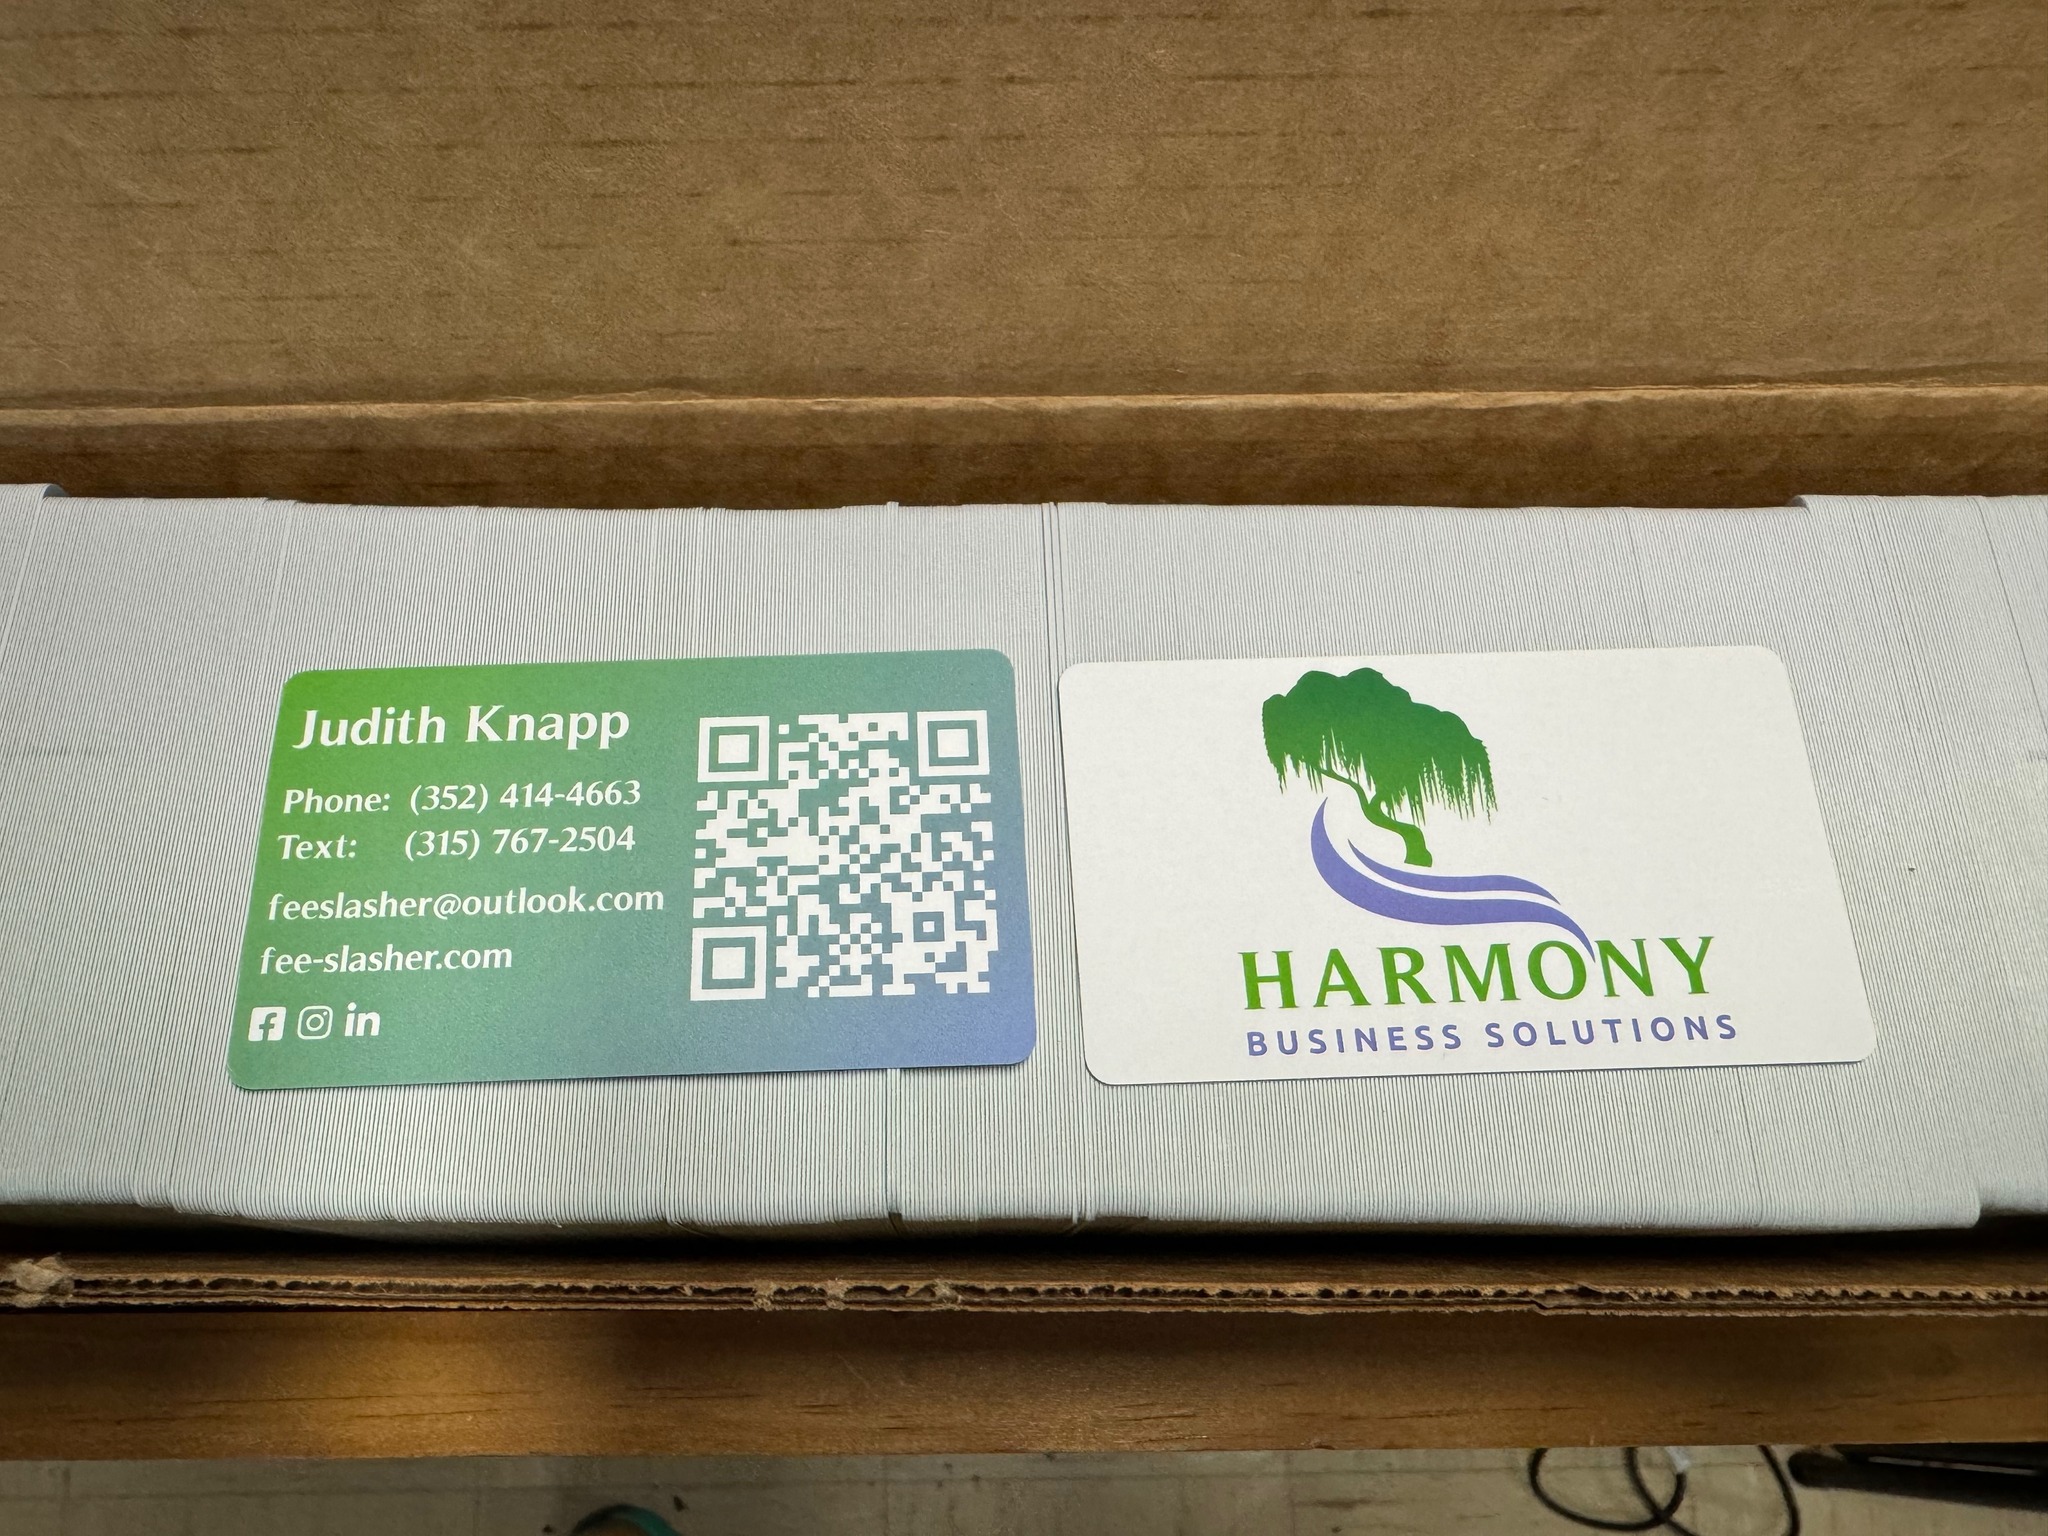 Judith Knapp
Phone: (352) 414-4663
Text: (315) 767-2504
feeslasher@outlook.com
fee-slasher.com
f in
HARMONY
BUSINESS SOLUTIONS